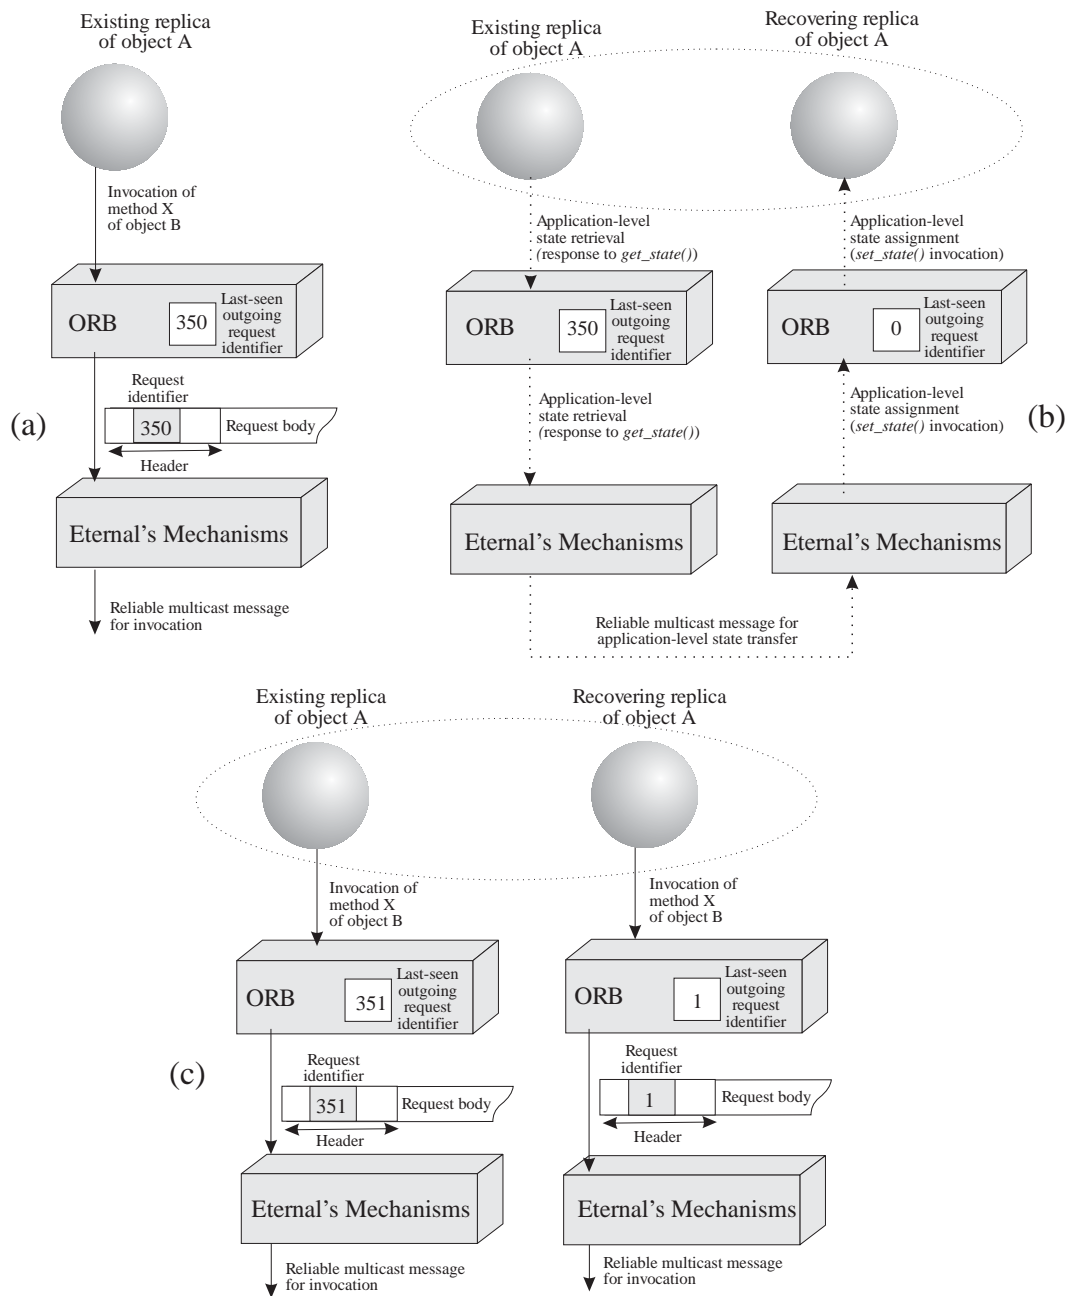 (a)
Existing replica
of object A
Invocation of
method X
of object B
ORB
350
Last-seen
outgoing
request
identifier
Request
identifier
350
Request body
Header
Eternal's Mechanisms
Reliable multicast message
for invocation
(b)
Existing replica
of object A
Recovering replica
of object A
Application-level
state retrieval
(response to get_state())
Application-level
state assignment
(set_state() invocation)
ORB
350
Last-seen
outgoing
request
identifier
ORB
0
Last-seen
outgoing
request
identifier
Application-level
state retrieval
(response to get_state())
Application-level
state assignment
(set_state() invocation)
Eternal's Mechanisms
Eternal's Mechanisms
Reliable multicast message for
application-level state transfer
(c)
Existing replica
of object A
Recovering replica
of object A
Invocation of
method X
of object B
Invocation of
method X
of object B
ORB
351
Last-seen
outgoing
request
identifier
ORB
1
Last-seen
outgoing
request
identifier
Request
identifier
351
Request body
Header
Request
identifier
1
Request body
Header
Eternal's Mechanisms
Eternal's Mechanisms
Reliable multicast message
for invocation
Reliable multicast message
for invocation